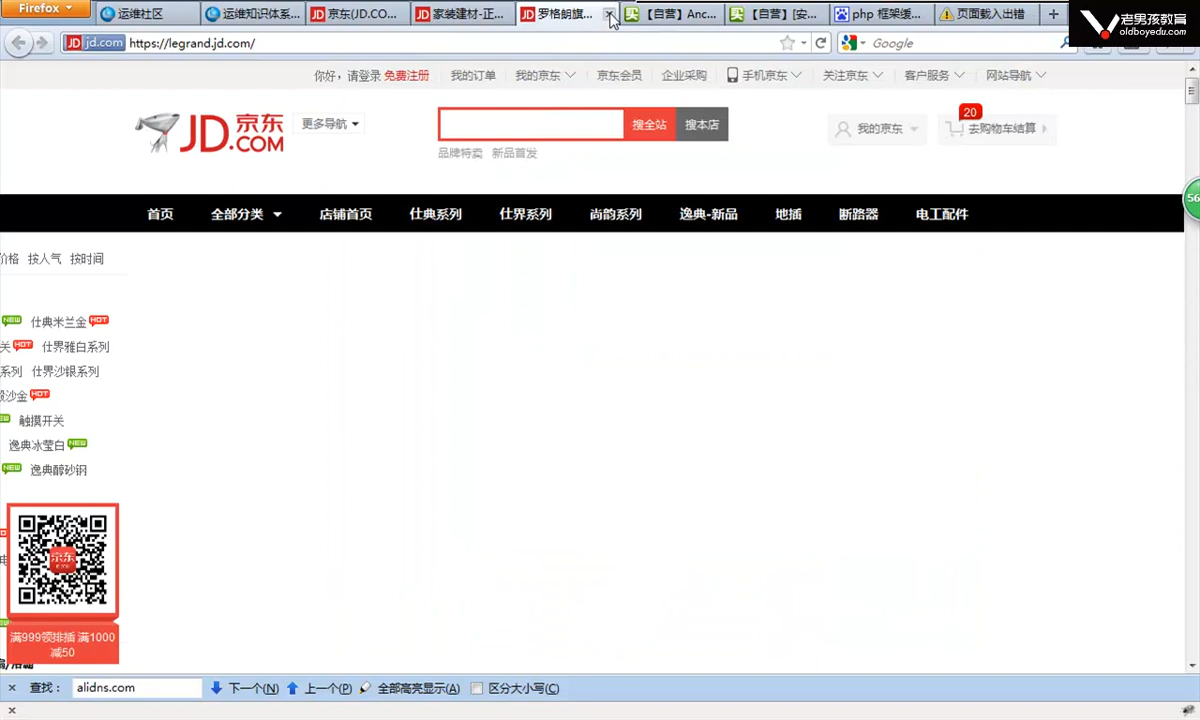 Firefox
运维社区
运维知识体系...
京东(JD.CO...
家装建材-正...
罗格朗旗...
【自营】Anc...
【自营】[安...
php 框架缓...
页面载入出错
老男孩教育
oldboyedu.com
jd.com
https://legrand.jd.com/
Google
你好，请登录 免费注册
我的订单
我的京东
京东会员
企业采购
手机京东
关注京东
客户服务
网站导航
JD 京东
.COM
更多导航
搜全站
搜本店
品牌特卖 新品首发
我的京东
20
去购物车结算
56
首页
全部分类
店铺首页
仕典系列
仕界系列
尚韵系列
逸典-新品
地插
断路器
电工配件
价格 按人气 按时间
NEW 仕典米兰金 HOT
关 HOT 仕界雅白系列
系列 仕界沙银系列
沙金 HOT
触摸开关
逸典冰莹白 NEW
NEW 逸典醇砂钢
京东
满999领排插 满1000
减50
查找：
alidns.com
下一个(N)
上一个(P)
全部高亮显示(A)
区分大小写(C)